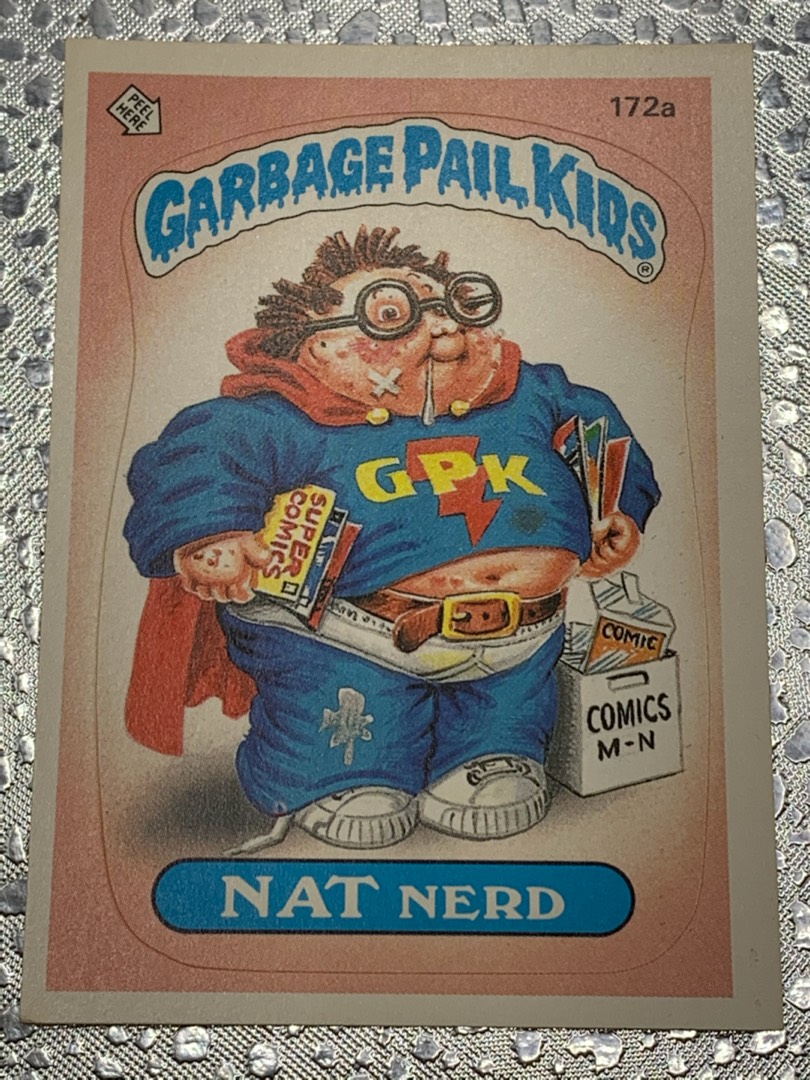 PEEL
HERE
172a
GARBAGE PAIL KIDS®
GPK
SUPER
COMICS
COMIC
COMICS
M-N
NAT NERD